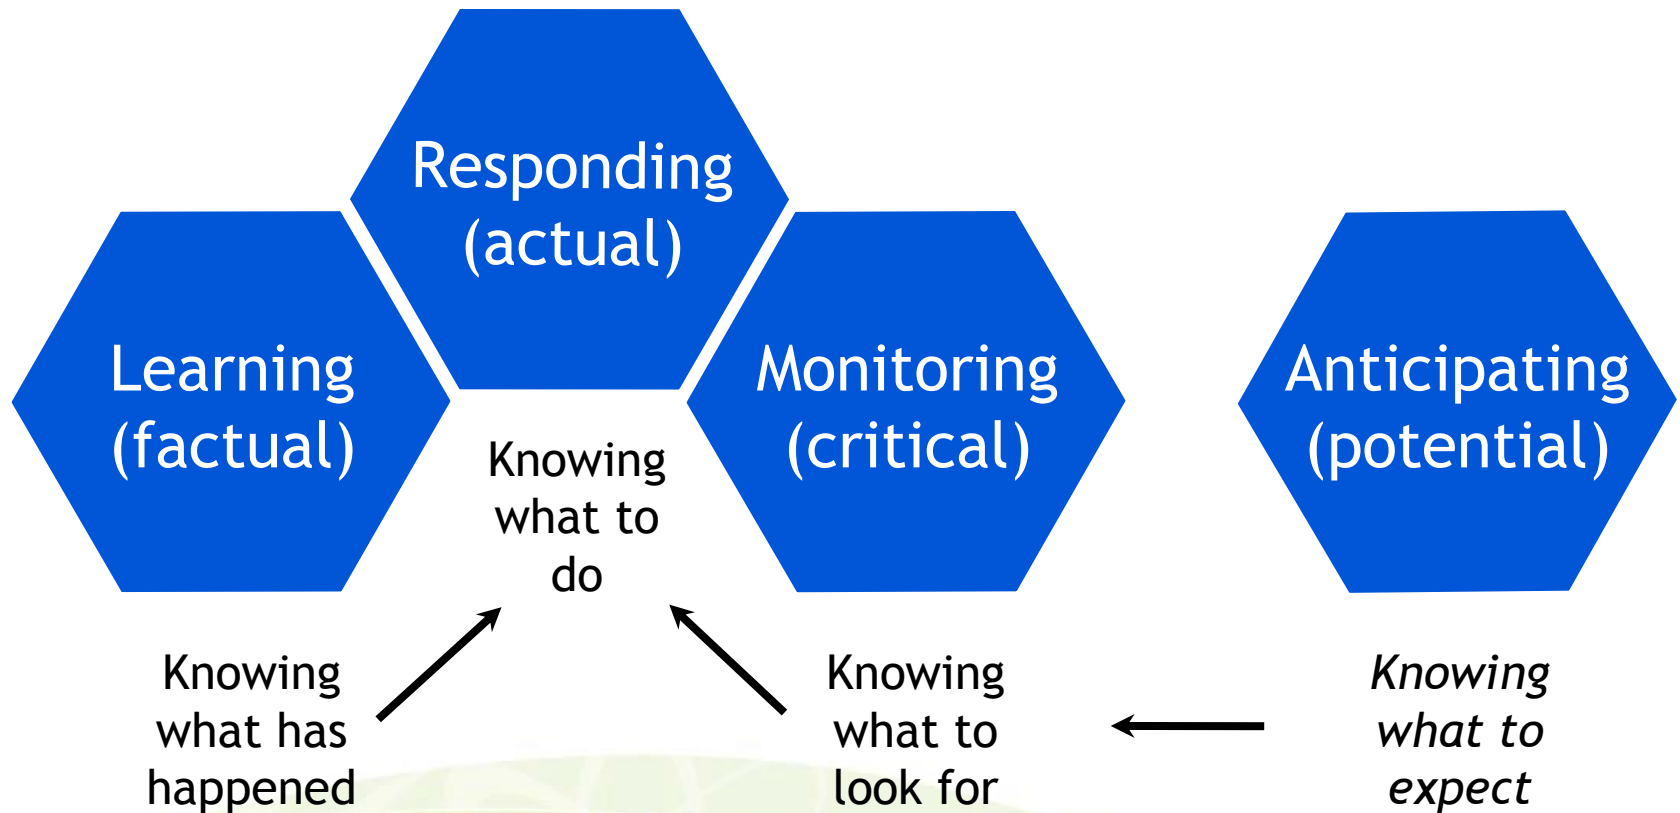 Responding
(actual)
Learning
(factual)
Monitoring
(critical)
Anticipating
(potential)
Knowing
what to
do
Knowing
what has
happened
Knowing
what to
look for
Knowing
what to
expect